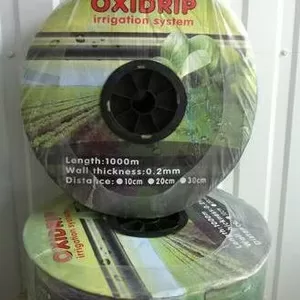 OXIDRIP
irrigation system
Length:1000m
Wall thickness:0.2mm
Distance: 10cm 20cm 30cm
OXIDRIP
irrigation system